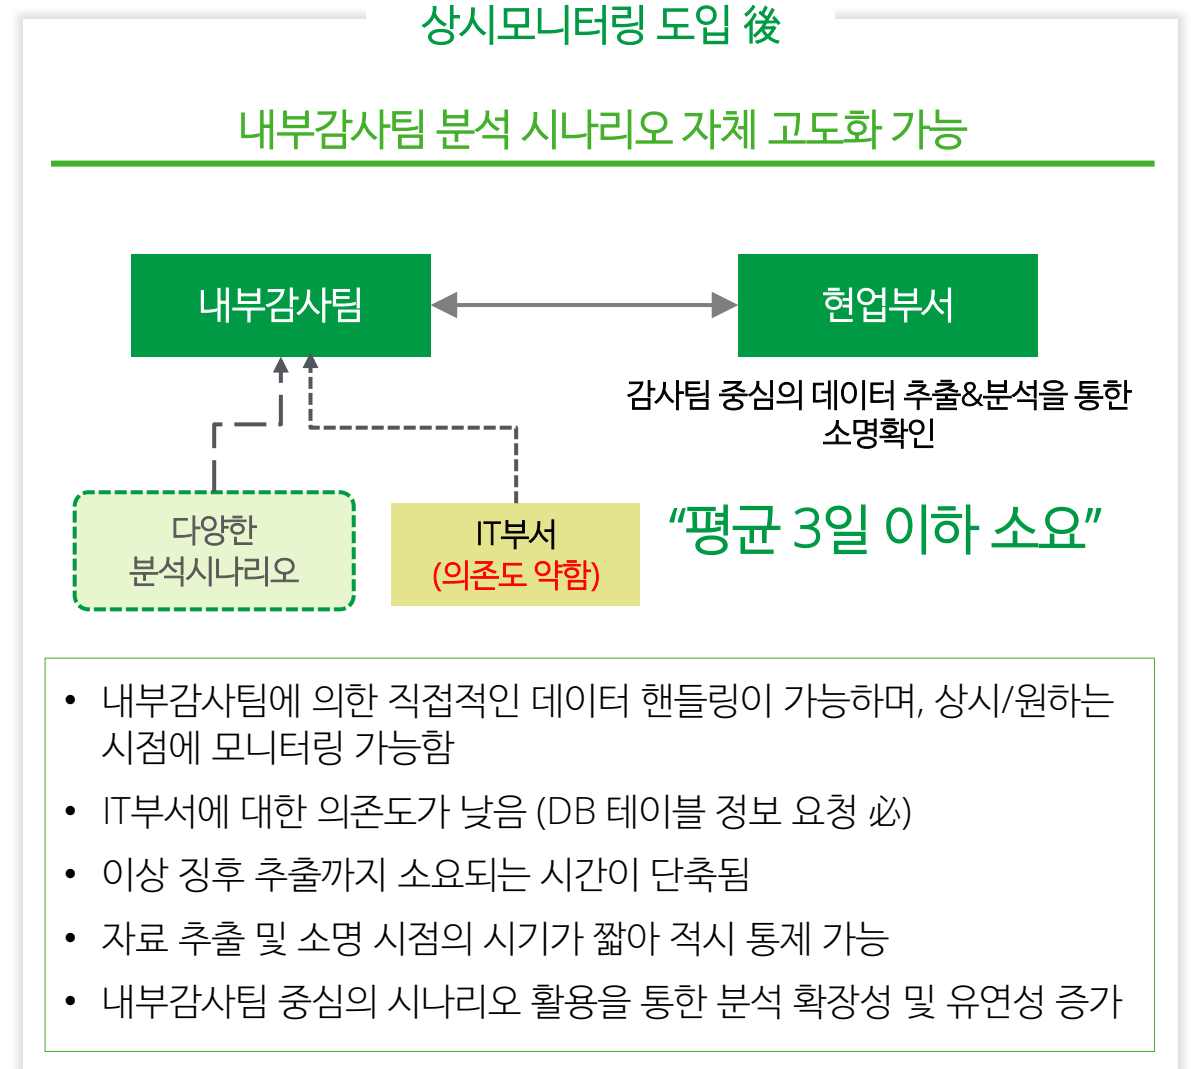 상시모니터링 도입 後
내부감사팀 분석 시나리오 자체 고도화 가능
내부감사팀
현업부서
감사팀 중심의 데이터 추출&분석을 통한
소명확인
다양한
분석시나리오
IT부서
(의존도 약함)
“평균 3일 이하 소요”
• 내부감사팀에 의한 직접적인 데이터 핸들링이 가능하며, 상시/원하는
시점에 모니터링 가능함
• IT부서에 대한 의존도가 낮음 (DB 테이블 정보 요청 必)
• 이상 징후 추출까지 소요되는 시간이 단축됨
• 자료 추출 및 소명 시점의 시기가 짧아 적시 통제 가능
• 내부감사팀 중심의 시나리오 활용을 통한 분석 확장성 및 유연성 증가